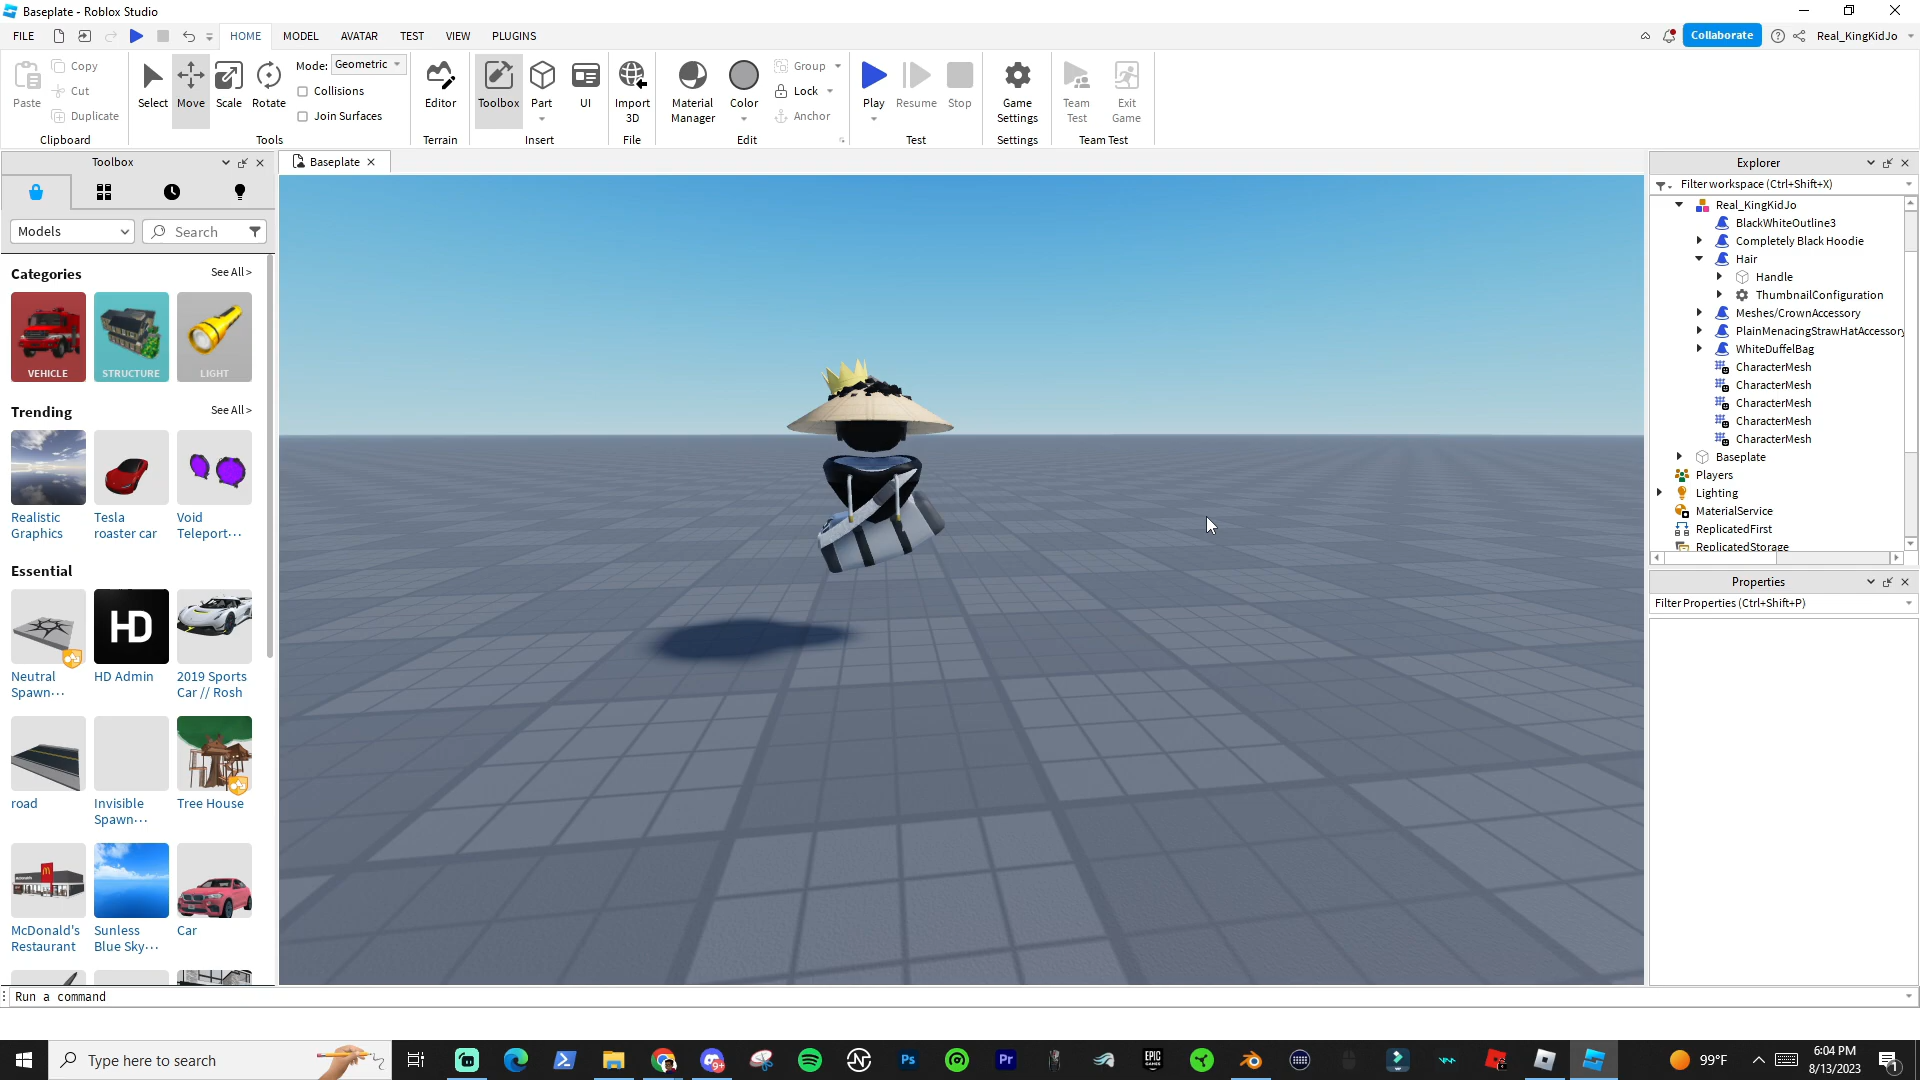 Baseplate - Roblox Studio
FILE
HOME
MODEL
AVATAR
TEST
VIEW
PLUGINS
Collaborate
Real_KingKidJo
Paste
Copy
Cut
Duplicate
Clipboard
Select
Move
Scale
Rotate
Mode:
Geometric
Collisions
Join Surfaces
Tools
Editor
Terrain
Toolbox
Part
UI
Insert
Import
3D
File
Material
Manager
Color
Group
Lock
Anchor
Edit
Play
Resume
Stop
Test
Game
Settings
Settings
Team
Test
Exit
Game
Team Test
Toolbox
Baseplate
Models
Search
Categories
See All >
VEHICLE
STRUCTURE
LIGHT
Trending
See All >
Realistic
Graphics
Tesla
roaster car
Void
Teleport...
Essential
HD
Neutral
Spawn...
HD Admin
2019 Sports
Car // Rosh
road
Invisible
Spawn...
Tree House
McDonald's
Restaurant
Sunless
Blue Sky...
Car
Explorer
Filter workspace (Ctrl+Shift+X)
Real_KingKidJo
BlackWhiteOutline3
Completely Black Hoodie
Hair
Handle
ThumbnailConfiguration
Meshes/CrownAccessory
PlainMenacingStrawHatAccessory
WhiteDuffelBag
CharacterMesh
CharacterMesh
CharacterMesh
CharacterMesh
CharacterMesh
Baseplate
Players
Lighting
MaterialService
ReplicatedFirst
ReplicatedStorage
Properties
Filter Properties (Ctrl+Shift+P)
Run a command
Type here to search
9+
Ps
Pr
EPIC
GAMES
99°F
6:04 PM
8/13/2023
1